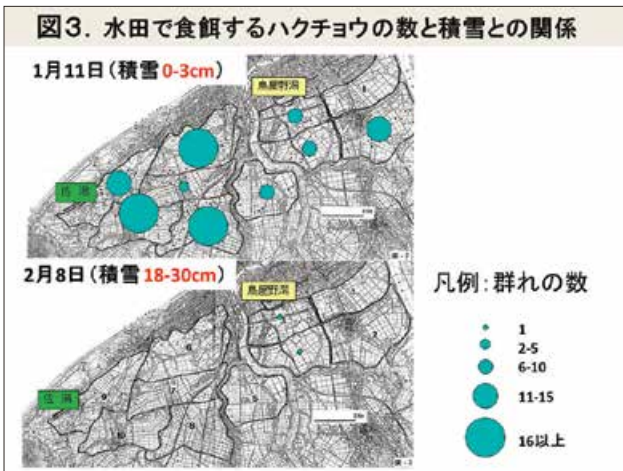 図3. 水田で食餌するハクチョウの数と積雪との関係
1月11日(積雪0-3cm)
鳥屋野潟
佐潟
2月8日(積雪18-30cm)
鳥屋野潟
佐潟
凡例:群れの数
1
2-5
6-10
11-15
16以上